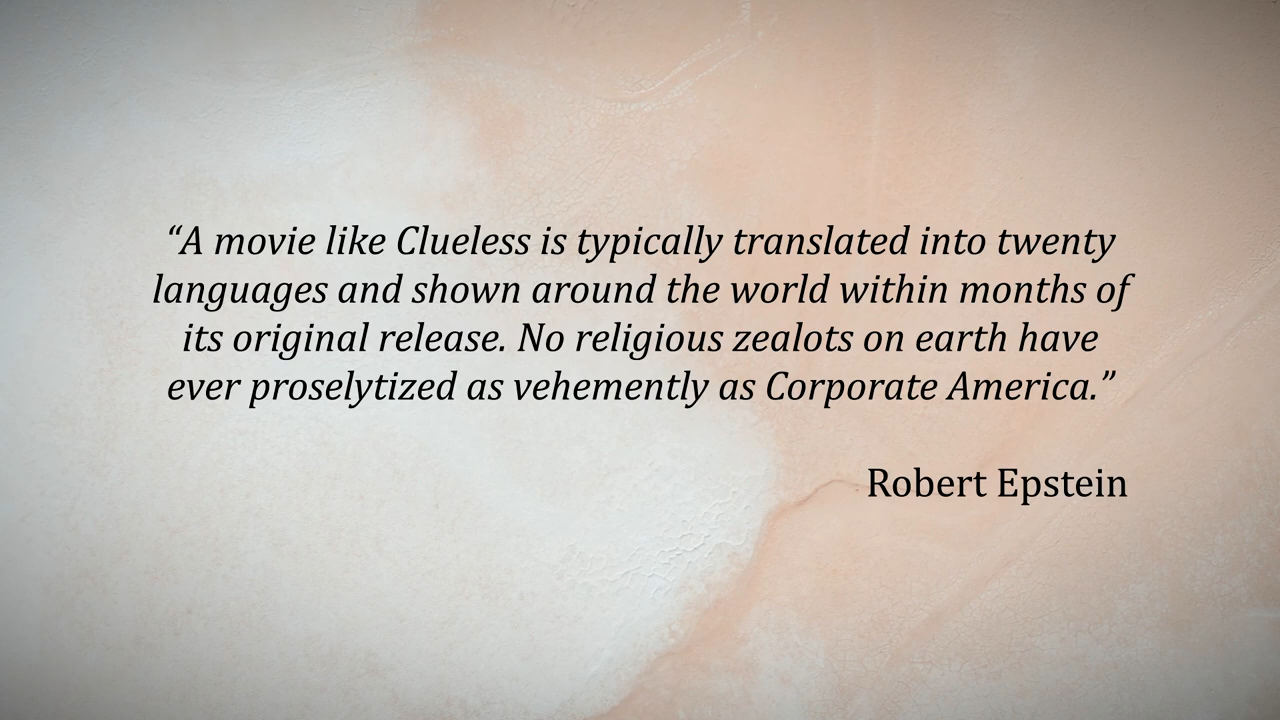 “A movie like Clueless is typically translated into twenty
languages and shown around the world within months of
its original release. No religious zealots on earth have
ever proselytized as vehemently as Corporate America.”
Robert Epstein